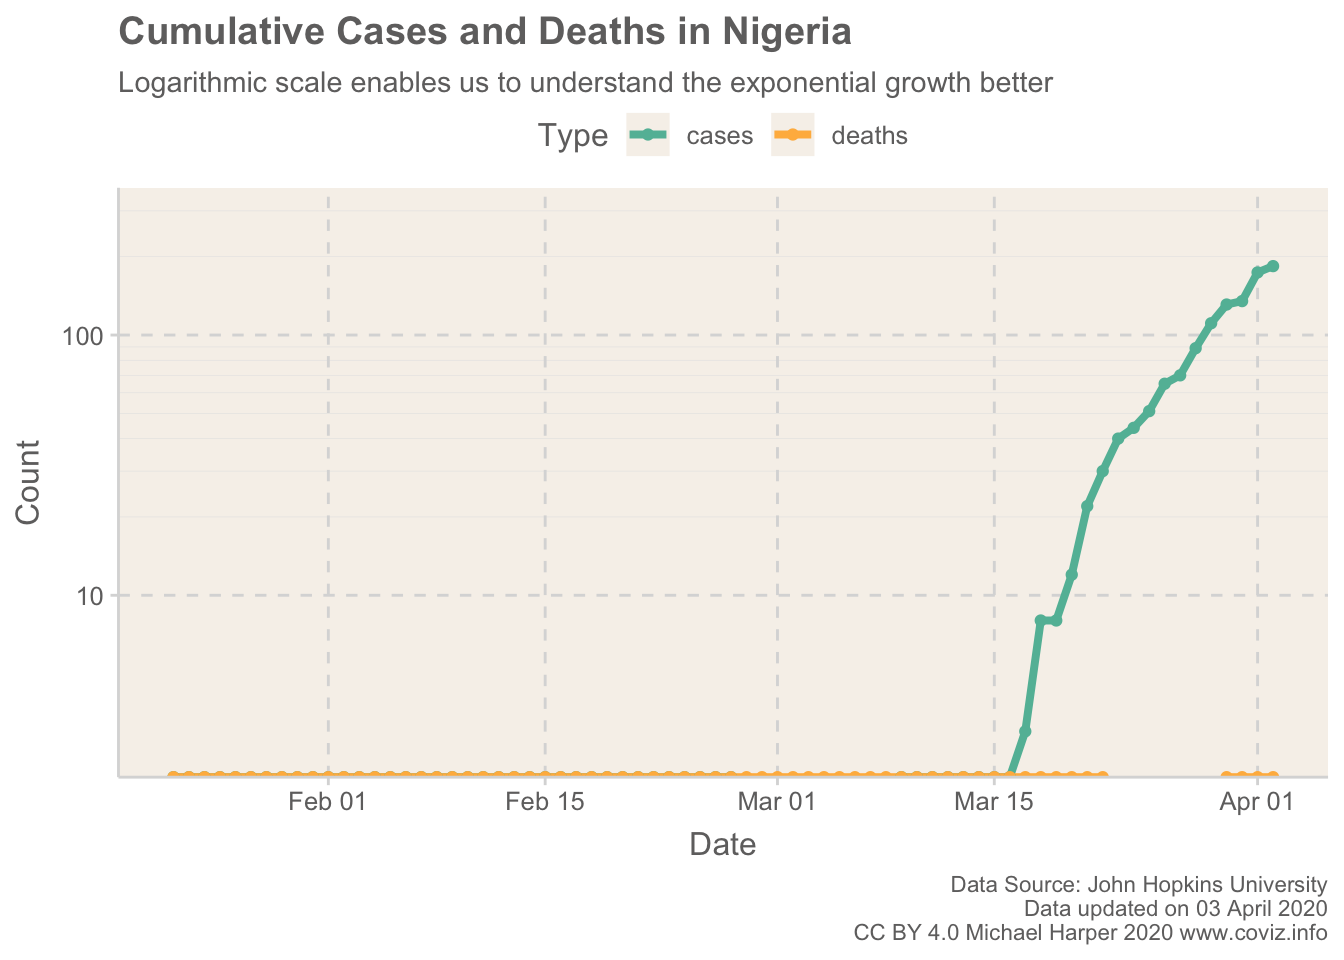 Cumulative Cases and Deaths in Nigeria
Logarithmic scale enables us to understand the exponential growth better
Type cases deaths
100
10
Count
Feb 01 Feb 15 Mar 01 Mar 15 Apr 01
Date
Data Source: John Hopkins University
Data updated on 03 April 2020
CC BY 4.0 Michael Harper 2020 www.coviz.info